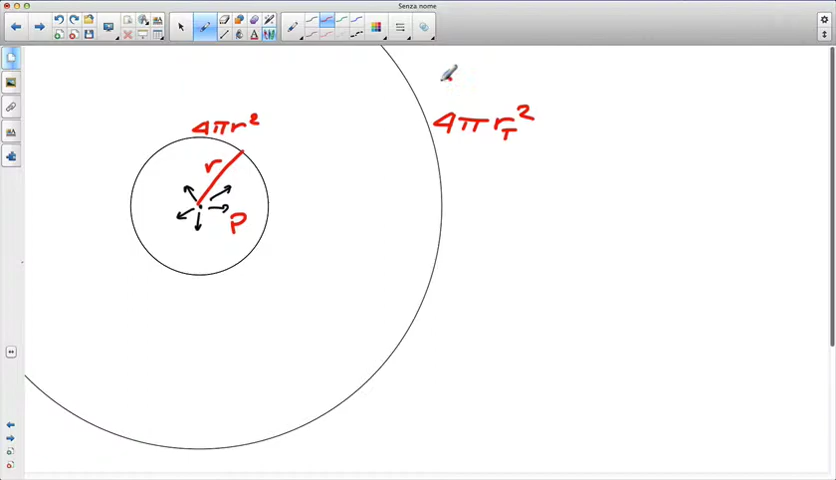 Senza nome
4πr²
4πr_T²
r
P